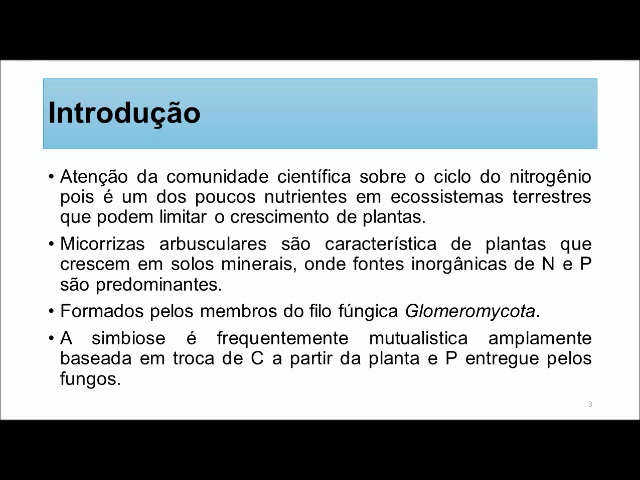 Introdução
• Atenção da comunidade científica sobre o ciclo do nitrogênio
pois é um dos poucos nutrientes em ecossistemas terrestres
que podem limitar o crescimento de plantas.
• Micorrizas arbusculares são característica de plantas que
crescem em solos minerais, onde fontes inorgânicas de N e P
são predominantes.
• Formados pelos membros do filo fúngica Glomeromycota.
• A simbiose é frequentemente mutualistica amplamente
baseada em troca de C a partir da planta e P entregue pelos
fungos.
3